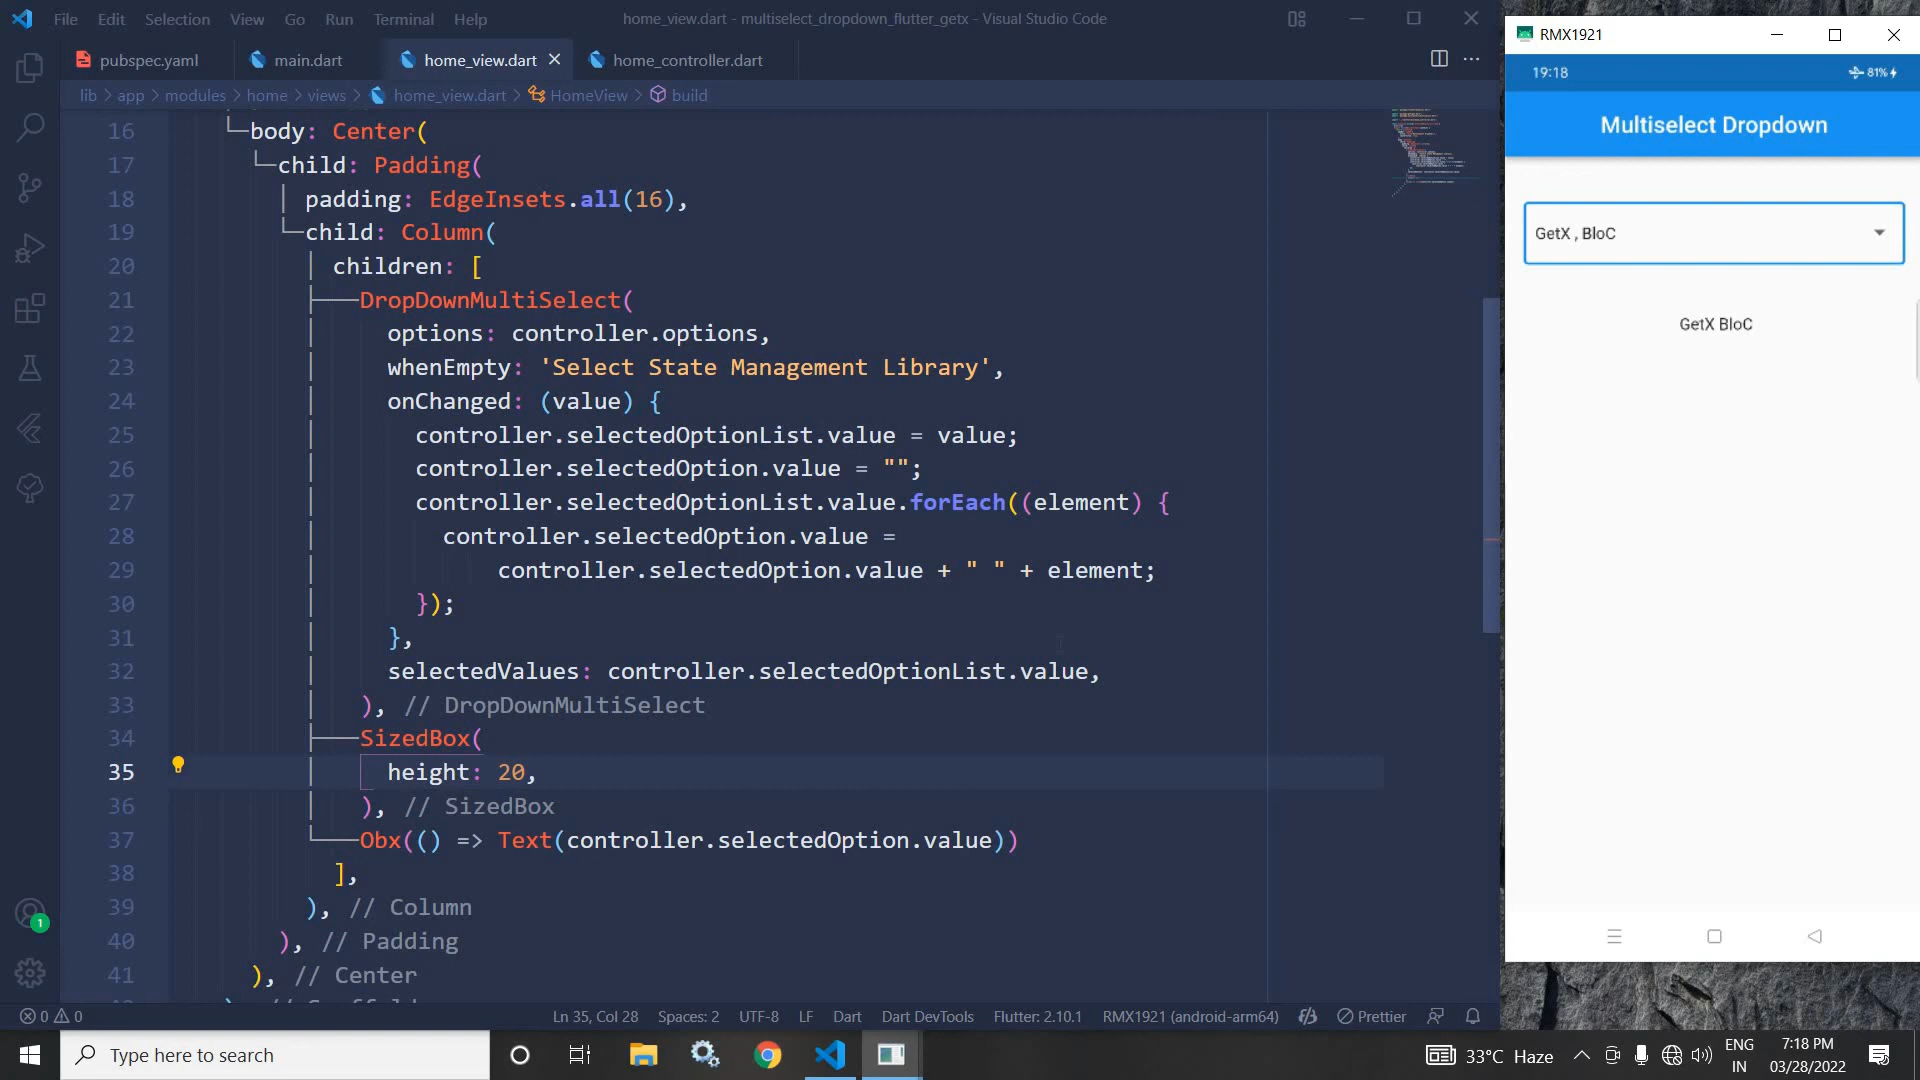 File Edit Selection View Go Run Terminal Help
home_view.dart - multiselect_dropdown_flutter_getx - Visual Studio Code
pubspec.yaml
main.dart
home_view.dart
home_controller.dart
lib > app > modules > home > views > home_view.dart > HomeView > build
16 body: Center(
17 child: Padding(
18 padding: EdgeInsets.all(16),
19 child: Column(
20 children: [
21 DropDownMultiSelect(
22 options: controller.options,
23 whenEmpty: 'Select State Management Library',
24 onChanged: (value) {
25 controller.selectedOptionList.value = value;
26 controller.selectedOption.value = "";
27 controller.selectedOptionList.value.forEach((element) {
28 controller.selectedOption.value =
29 controller.selectedOption.value + " " + element;
30 });
31 },
32 selectedValues: controller.selectedOptionList.value,
33 ), // DropDownMultiSelect
34 SizedBox(
35 height: 20,
36 ), // SizedBox
37 Obx(() => Text(controller.selectedOption.value))
38 ],
39 ), // Column
40 ), // Padding
41 ), // Center
1
0 0
Ln 35, Col 28
Spaces: 2
UTF-8
LF
Dart
Dart DevTools
Flutter: 2.10.1
RMX1921 (android-arm64)
Prettier
RMX1921
19:18
81%
Multiselect Dropdown
GetX , BloC
GetX BloC
Type here to search
33°C Haze
ENG
IN
7:18 PM
03/28/2022